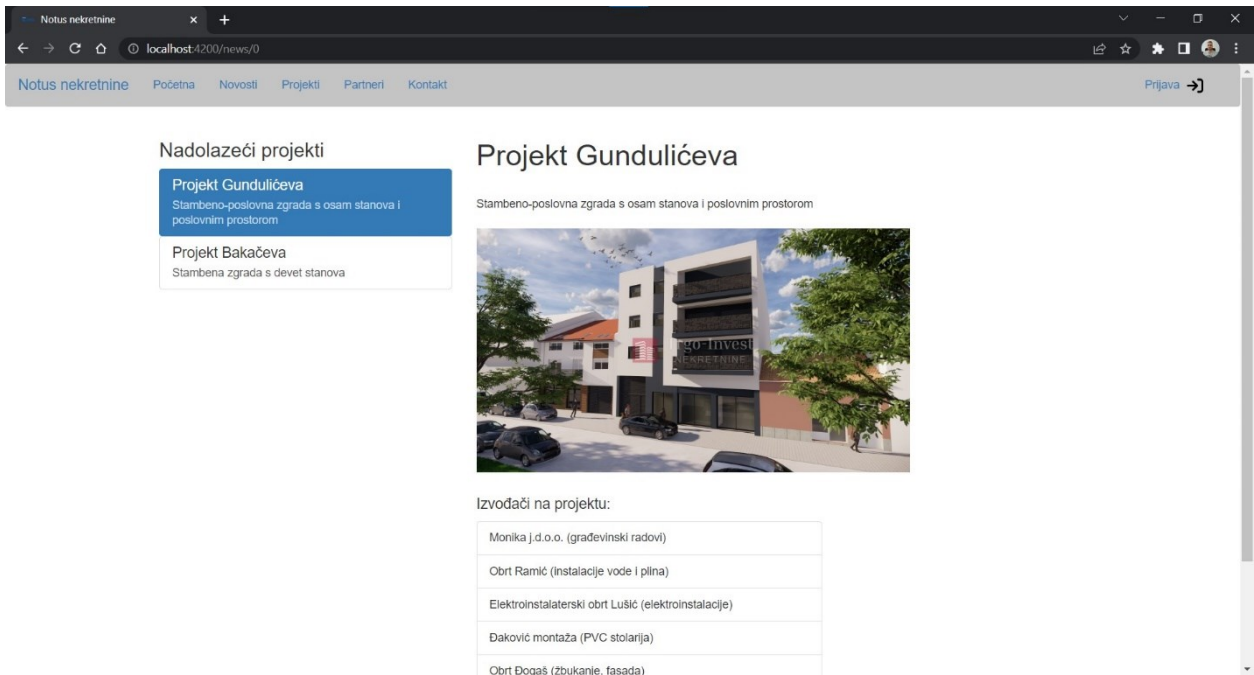 Notus nekretnine
localhost:4200/news/0
Notus nekretnine Početna Novosti Projekti Partneri Kontakt Prijava
Nadolazeći projekti
Projekt Gundulićeva
Stambeno-poslovna zgrada s osam stanova i
poslovnim prostorom
Projekt Bakačeva
Stambena zgrada s devet stanova
Projekt Gundulićeva
Stambeno-poslovna zgrada s osam stanova i poslovnim prostorom
NEKRETNINE
Izvođači na projektu:
Monika j.d.o.o. (građevinski radovi)
Obrt Ramić (instalacije vode i plina)
Elektroinstalaterski obrt Lušić (elektroinstalacije)
Đaković montaža (PVC stolarija)
Obrt Đogaš (žbukanje, fasada)